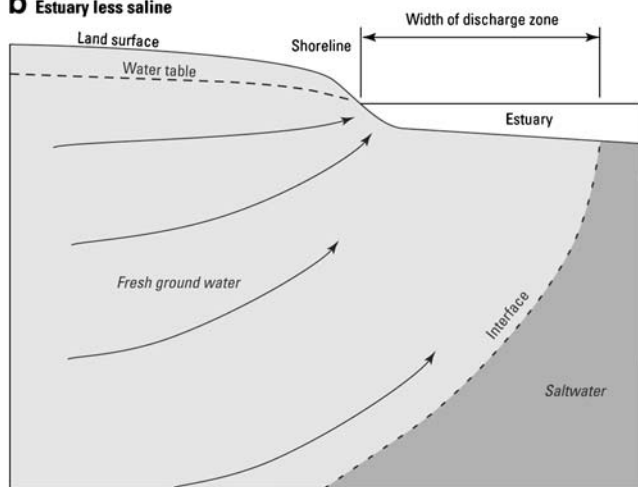 b Estuary less saline
Width of discharge zone
Land surface
Shoreline
Water table
Estuary
Fresh ground water
Interface
Saltwater